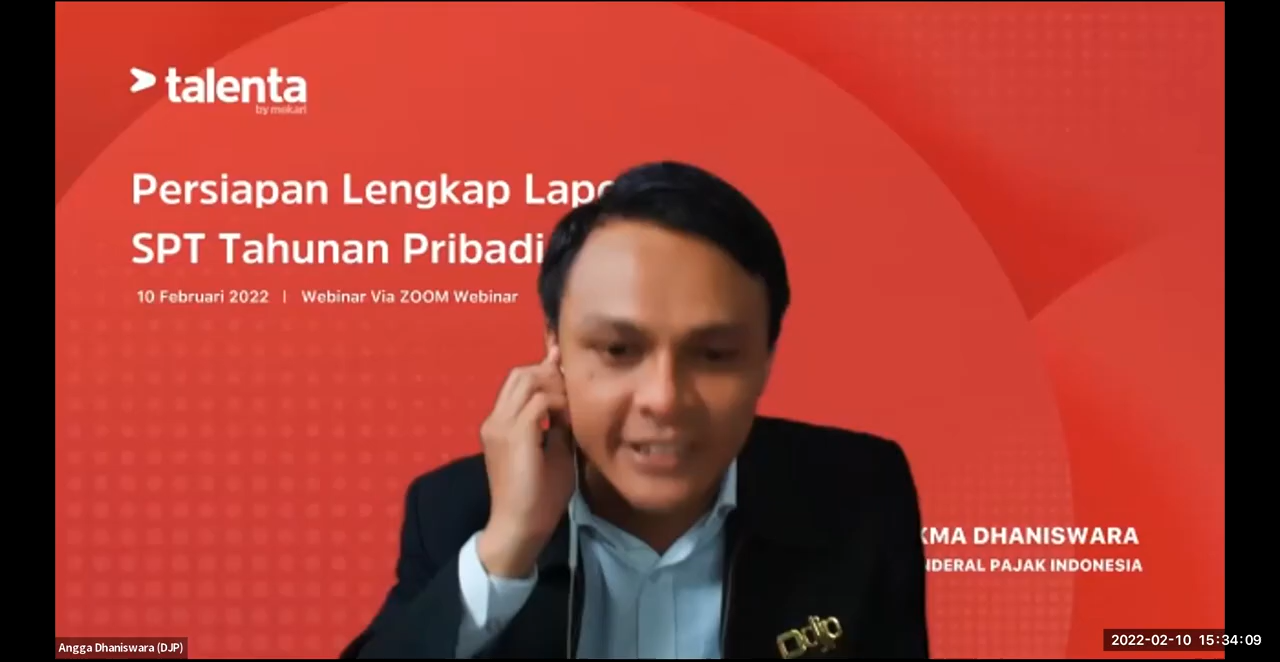 talenta
by mekari
Persiapan Lengkap Lapo
SPT Tahunan Pribadi
10 Februari 2022 | Webinar Via ZOOM Webinar
KMA DHANISWARA
NDERAL PAJAK INDONESIA
djp
Angga Dhaniswara (DJP)
2022-02-10 15:34:09